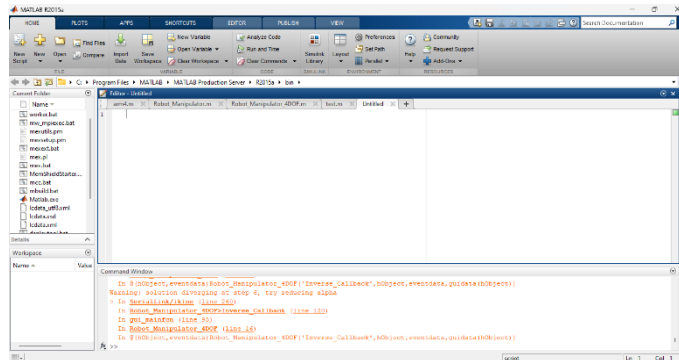 MATLAB R2015a
HOME PLOTS APPS SHORTCUTS EDITOR PUBLISH VIEW
Search Documentation
New Script New Open Find Files Compare
Import Data Save Workspace New Variable Open Variable Clear Workspace
Analyze Code Run and Time Clear Commands
Simulink Library Layout Preferences Set Path Parallel
Help Community Request Support Add-Ons
FILE VARIABLE CODE SIMULINK ENVIRONMENT RESOURCES
C: Program Files MATLAB MATLAB Production Server R2015a bin
Current Folder
Name
worker.bat
mw_mpiexec.bat
mexutils.pm
mexsetup.pm
mexext.bat
mex.pl
mex.bat
MemShieldStarter...
mcc.bat
mbuild.bat
Matlab.exe
lcdata_utf8.xml
lcdata.xsd
lcdata.xml
deploytool.bat
Details
Workspace
Name Value
Editor - Untitled
Robot_Manipulator.m Robot_Manipulator_4DOF.m test.m Untitled +
1
Command Window
In @(hObject,eventdata)Robot_Manipulator_4DOF('Inverse_Callback',hObject,eventdata,guidata(hObject))
Warning: solution diverging at step 6, try reducing alpha
> In SerialLink/ikine (line 260)
In Robot_Manipulator_4DOF>Inverse_Callback (line 126)
In gui_mainfcn (line 95)
In Robot_Manipulator_4DOF (line 16)
In @(hObject,eventdata)Robot_Manipulator_4DOF('Inverse_Callback',hObject,eventdata,guidata(hObject))
fx >>
script Ln 1 Col 1